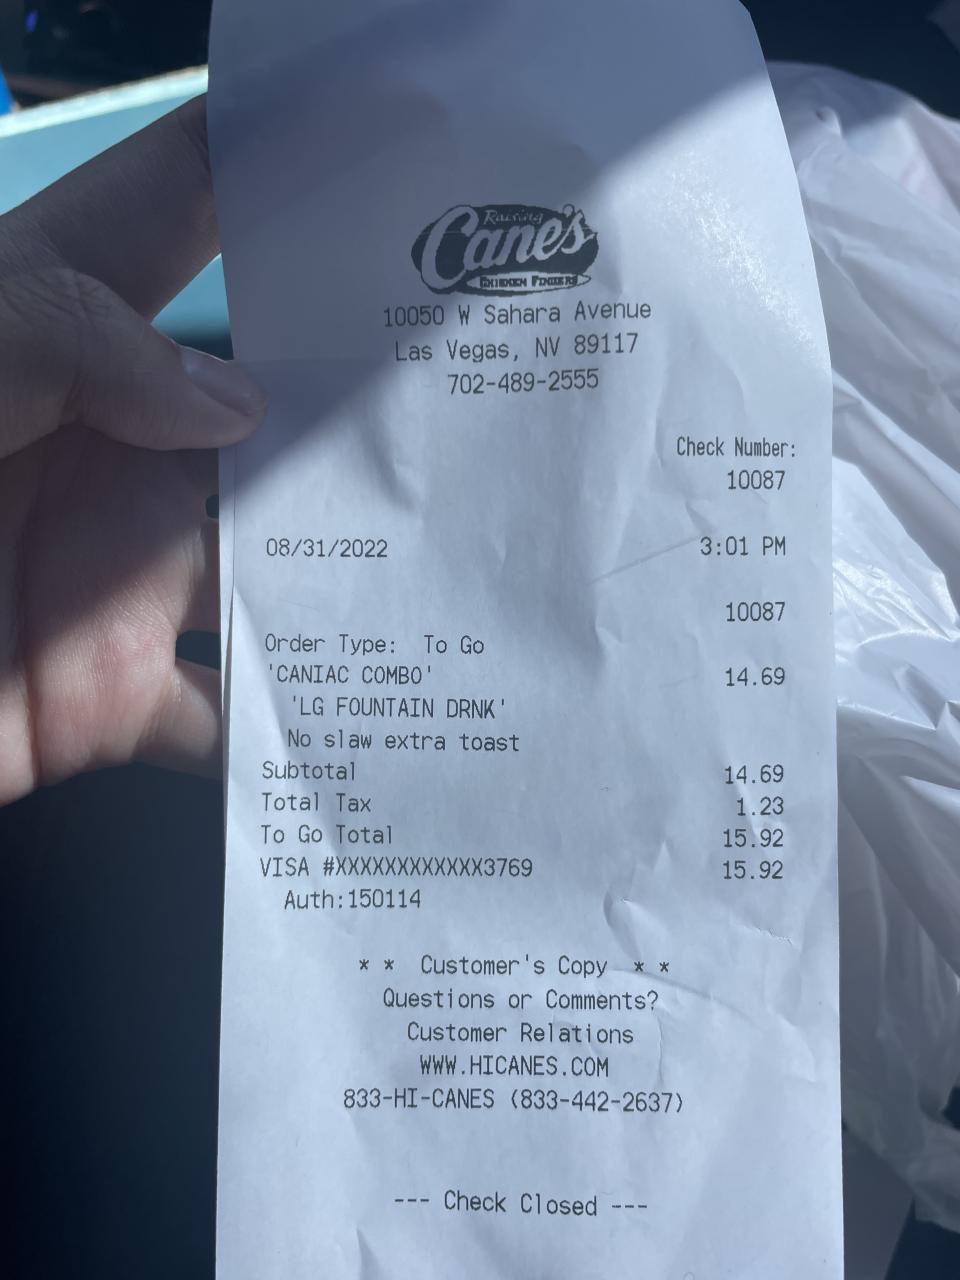 Raising
Cane's
CHICKEN FINGERS
10050 W Sahara Avenue
Las Vegas, NV 89117
702-489-2555
Check Number:
10087
08/31/2022 3:01 PM
10087
Order Type: To Go
'CANIAC COMBO' 14.69
'LG FOUNTAIN DRNK'
No slaw extra toast
Subtotal 14.69
Total Tax 1.23
To Go Total 15.92
VISA #XXXXXXXXXXXX3769 15.92
Auth:150114
* * Customer's Copy * *
Questions or Comments?
Customer Relations
WWW.HICANES.COM
833-HI-CANES (833-442-2637)
--- Check Closed ---